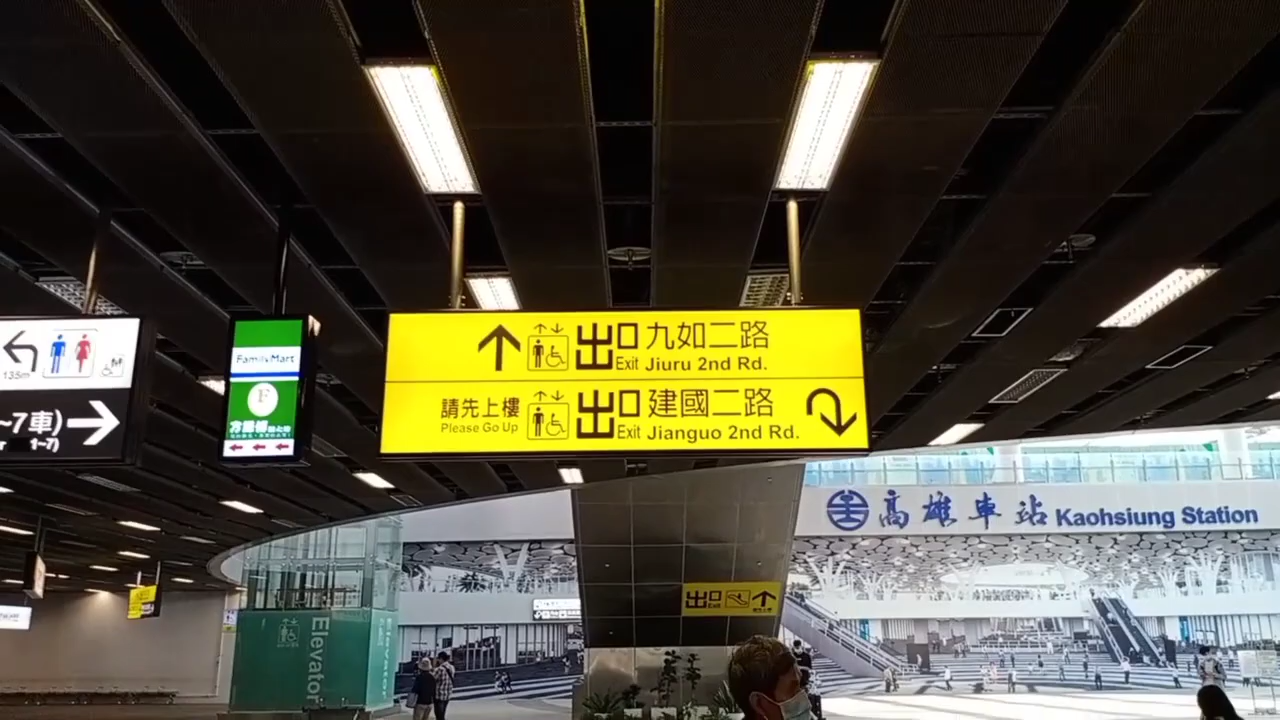 135m
~7車)
1~7)
FamilyMart
F
出口 九如二路
Exit Jiuru 2nd Rd.
請先上樓 出口 建國二路
Please Go Up Exit Jianguo 2nd Rd.
高雄車站 Kaohsiung Station
出口
Exit
Elevator